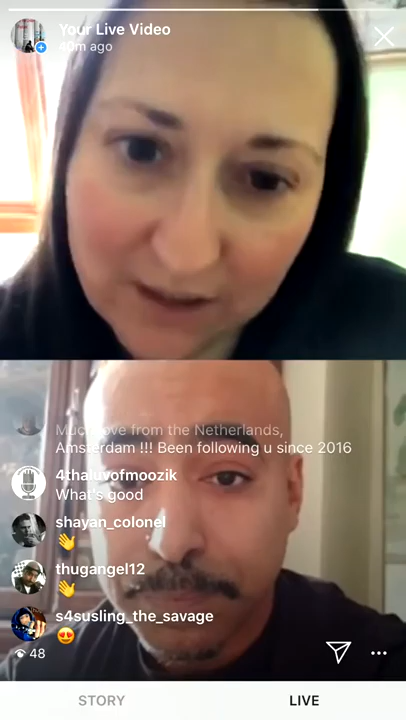 Your Live Video
40m ago
Much love from the Netherlands,
Amsterdam !!! Been following u since 2016
4thaluvofmoozik
What's good
shayan_colonel
thugangel12
s4susling_the_savage
48
STORY
LIVE